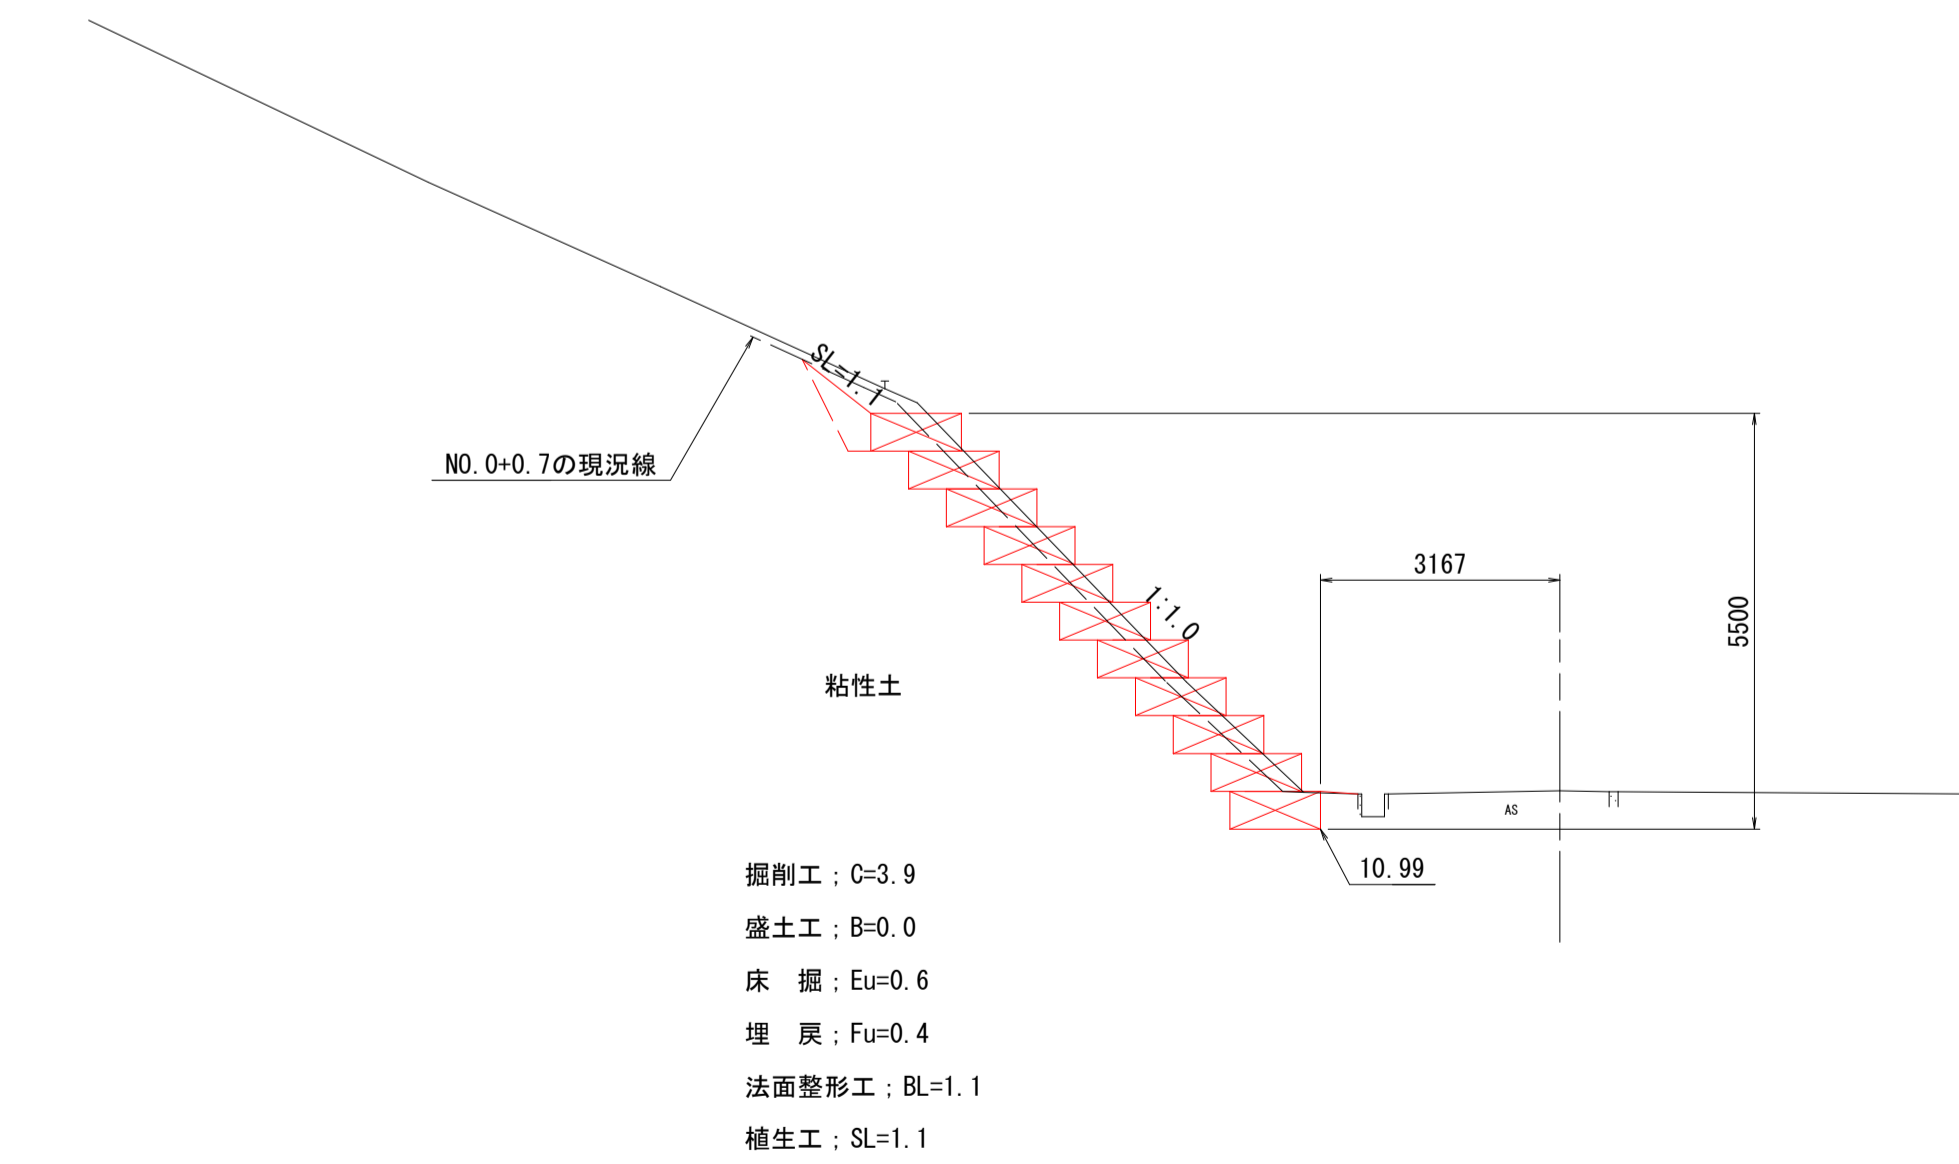 SL=1.1
NO.0+0.7の現況線
3167
1:1.0
5500
粘性土
AS
10.99
掘削工;C=3.9
盛土工;B=0.0
床　掘;Eu=0.6
埋　戻;Fu=0.4
法面整形工;BL=1.1
植生工;SL=1.1